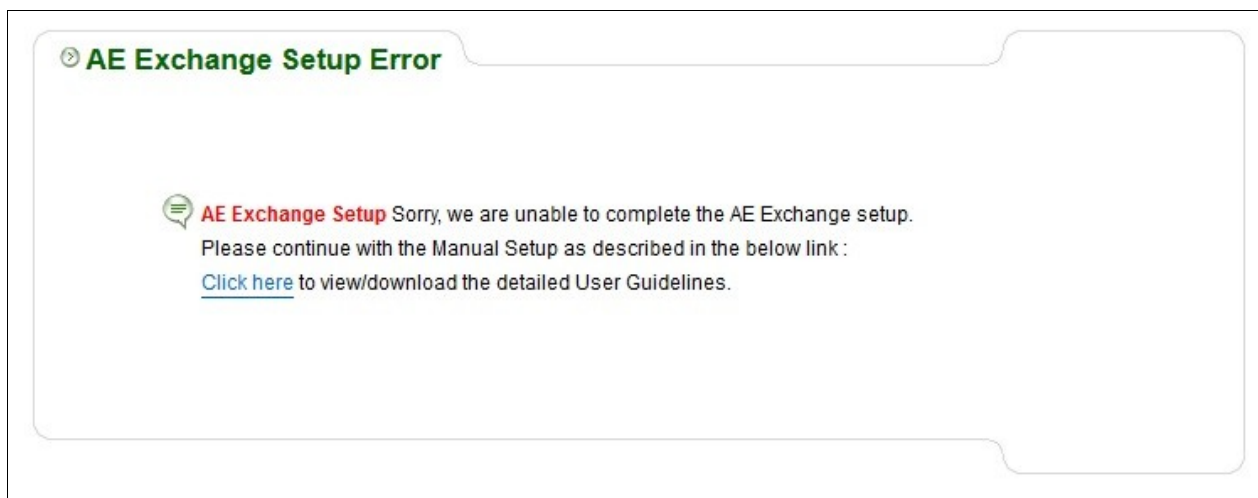 AE Exchange Setup Error
AE Exchange Setup Sorry, we are unable to complete the AE Exchange setup.
Please continue with the Manual Setup as described in the below link :
Click here to view/download the detailed User Guidelines.